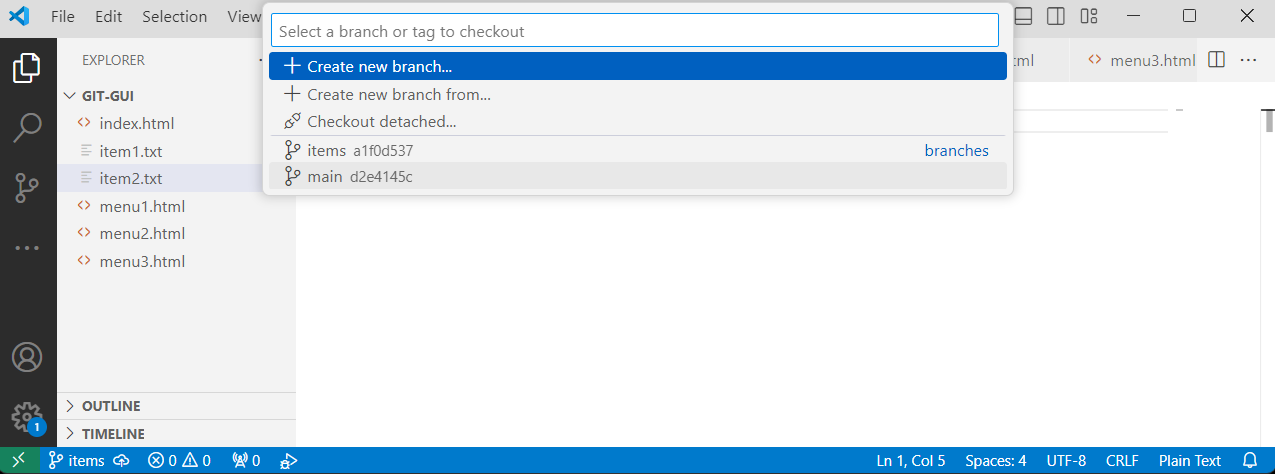 File Edit Selection View
Select a branch or tag to checkout
Create new branch...
Create new branch from...
Checkout detached...
items a1f0d537 branches
main d2e4145c
EXPLORER
GIT-GUI
index.html
item1.txt
item2.txt
menu1.html
menu2.html
menu3.html
OUTLINE
TIMELINE
menu3.html
1
items 0 0 0 Ln 1, Col 5 Spaces: 4 UTF-8 CRLF Plain Text